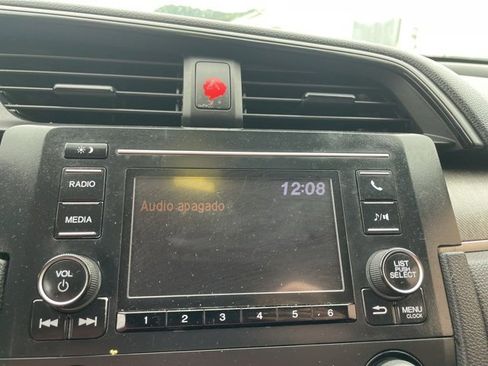 12:08
RADIO
Audio apagado
MEDIA
VOL
LIST
PUSH
SELECT
1 2 3 4 5 6
MENU
CLOCK